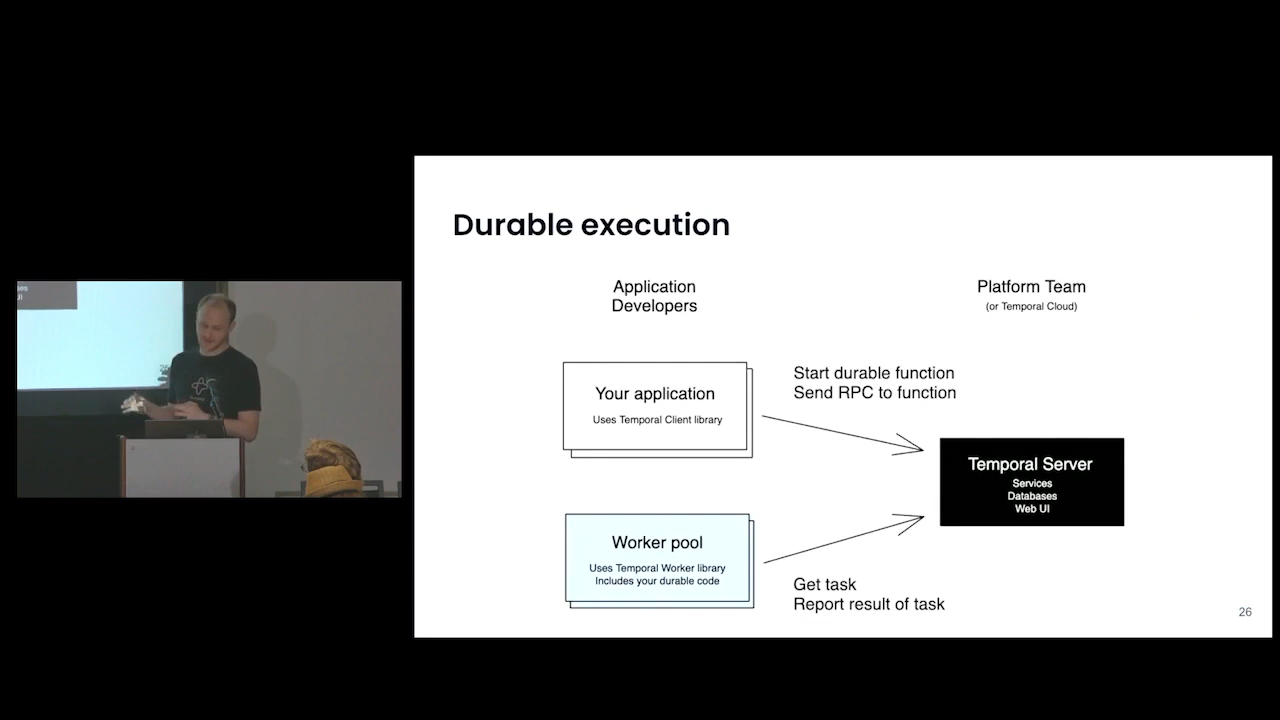 Durable execution
Application
Developers
Platform Team
(or Temporal Cloud)
Your application
Uses Temporal Client library
Start durable function
Send RPC to function
Temporal Server
Services
Databases
Web UI
Worker pool
Uses Temporal Worker library
Includes your durable code
Get task
Report result of task
26